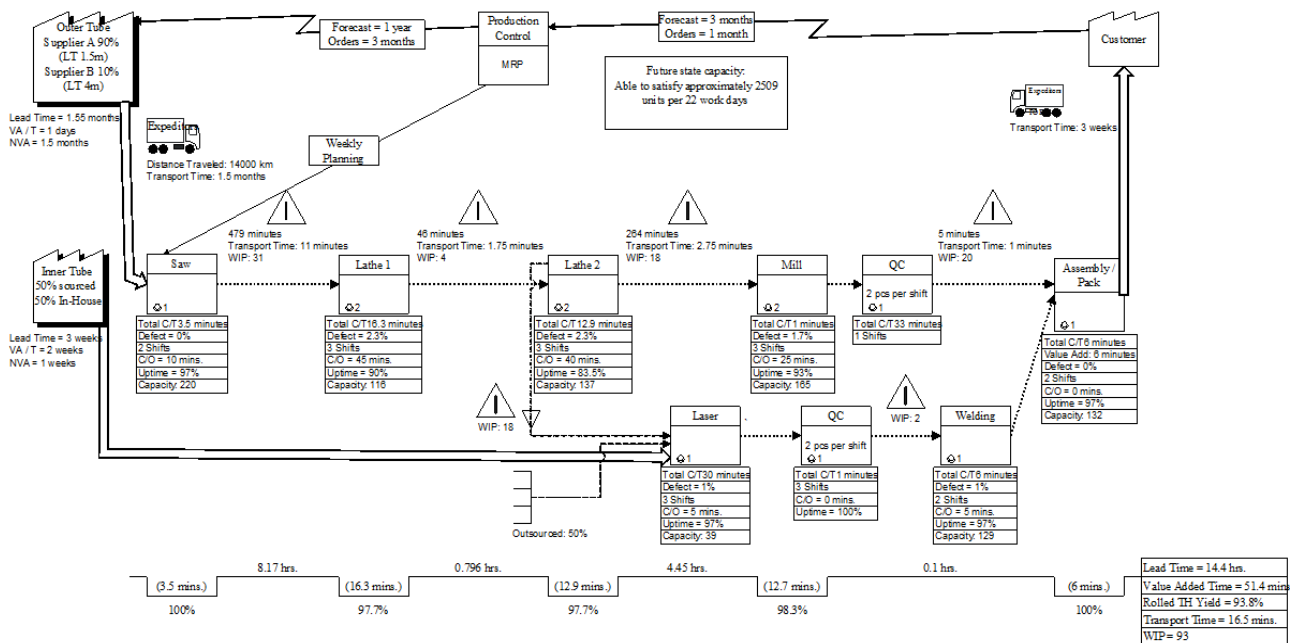 Outer Tube
Supplier A 90%
(LT 1.5m)
Supplier B 10%
(LT 4m)
Forecast = 1 year
Orders = 3 months
Production
Control
MRP
Forecast = 3 months
Orders = 1 month
Customer
Future state capacity:
Able to satisfy approximately 2509
units per 22 work days
Lead Time = 1.55 months
VA / T = 1 days
NVA = 1.5 months
Expeditors
Distance Traveled: 14000 km
Transport Time: 1.5 months
Weekly
Planning
Expeditors
Transport Time: 3 weeks
479 minutes
Transport Time: 11 minutes
WIP: 31
46 minutes
Transport Time: 1.75 minutes
WIP: 4
264 minutes
Transport Time: 2.75 minutes
WIP: 18
5 minutes
Transport Time: 1 minutes
WIP: 20
Inner Tube
50% sourced
50% In-House
Lead Time = 3 weeks
VA / T = 2 weeks
NVA = 1 weeks
Saw
1
Total C/T3.5 minutes
Defect = 0%
2 Shifts
C/O = 10 mins.
Uptime = 97%
Capacity: 220
Lathe 1
2
Total C/T16.3 minutes
Defect = 2.3%
3 Shifts
C/O = 45 mins.
Uptime = 90%
Capacity: 116
Lathe 2
2
Total C/T12.9 minutes
Defect = 2.3%
3 Shifts
C/O = 40 mins.
Uptime = 83.5%
Capacity: 137
Mill
2
Total C/T1 minutes
Defect = 1.7%
3 Shifts
C/O = 25 mins.
Uptime = 93%
Capacity: 165
QC
2 pcs per shift
1
Total C/T33 minutes
1 Shifts
Assembly /
Pack
1
Total C/T6 minutes
Value Add: 6 minutes
Defect = 0%
2 Shifts
C/O = 0 mins.
Uptime = 97%
Capacity: 132
WIP: 18
Outsourced: 50%
Laser
1
Total C/T30 minutes
Defect = 1%
3 Shifts
C/O = 5 mins.
Uptime = 97%
Capacity: 39
QC
2 pcs per shift
1
Total C/T1 minutes
3 Shifts
C/O = 0 mins.
Uptime = 100%
WIP: 2
Welding
1
Total C/T6 minutes
Defect = 1%
2 Shifts
C/O = 5 mins.
Uptime = 97%
Capacity: 129
8.17 hrs.
0.796 hrs.
4.45 hrs.
0.1 hrs.
(3.5 mins.)
(16.3 mins.)
(12.9 mins.)
(12.7 mins.)
(6 mins.)
100%
97.7%
97.7%
98.3%
100%
Lead Time = 14.4 hrs.
Value Added Time = 51.4 mins
Rolled TH Yield = 93.8%
Transport Time = 16.5 mins.
WIP = 93